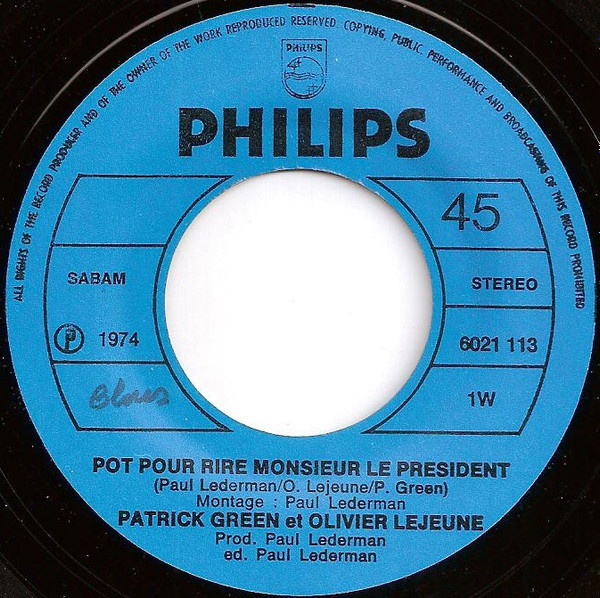 ALL RIGHTS OF THE RECORD PRODUCER AND OF THE OWNER OF THE WORK REPRODUCED RESERVED. COPYING, PUBLIC, PERFORMANCE AND BROADCASTING OF THIS RECORD PROHIBITED
PHILIPS
PHILIPS
45
SABAM
STEREO
℗ 1974
6021 113
Blues
1W
POT POUR RIRE MONSIEUR LE PRESIDENT
(Paul Lederman/O. Lejeune/P. Green)
Montage : Paul Lederman
PATRICK GREEN et OLIVIER LEJEUNE
Prod. Paul Lederman
ed. Paul Lederman